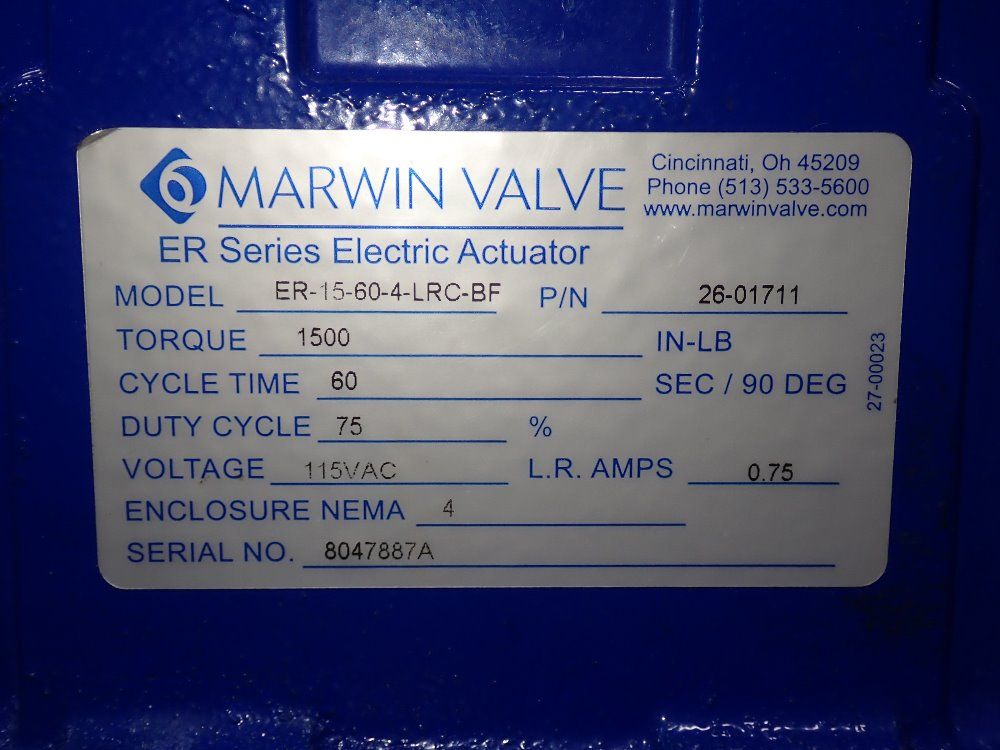 MARWIN VALVE
Cincinnati, Oh 45209
Phone (513) 533-5600
www.marwinvalve.com
ER Series Electric Actuator
MODEL ER-15-60-4-LRC-BF P/N 26-01711
TORQUE 1500 IN-LB
CYCLE TIME 60 SEC / 90 DEG
DUTY CYCLE 75 %
VOLTAGE 115VAC L.R. AMPS 0.75
ENCLOSURE NEMA 4
SERIAL NO. 8047887A
27-00023